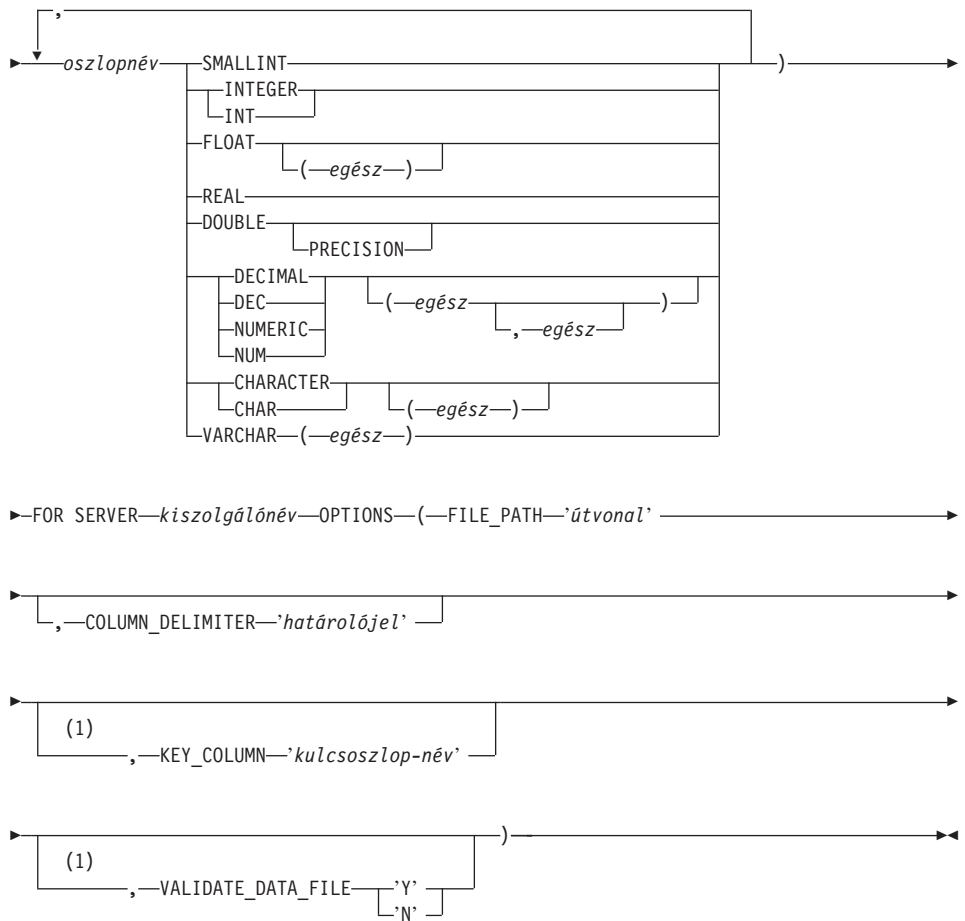 ,
oszlopnév SMALLINT )
INTEGER
INT
FLOAT
( egész )
REAL
DOUBLE
PRECISION
DECIMAL
DEC ( egész )
NUMERIC , egész
NUM
CHARACTER
CHAR ( egész )
VARCHAR ( egész )
FOR SERVER kiszolgálónév OPTIONS ( FILE_PATH ’útvonal’
, COLUMN_DELIMITER ’határolójel’
(1)
, KEY_COLUMN ’kulcsoszlop-név’
)
(1)
, VALIDATE_DATA_FILE ’Y’
’N’